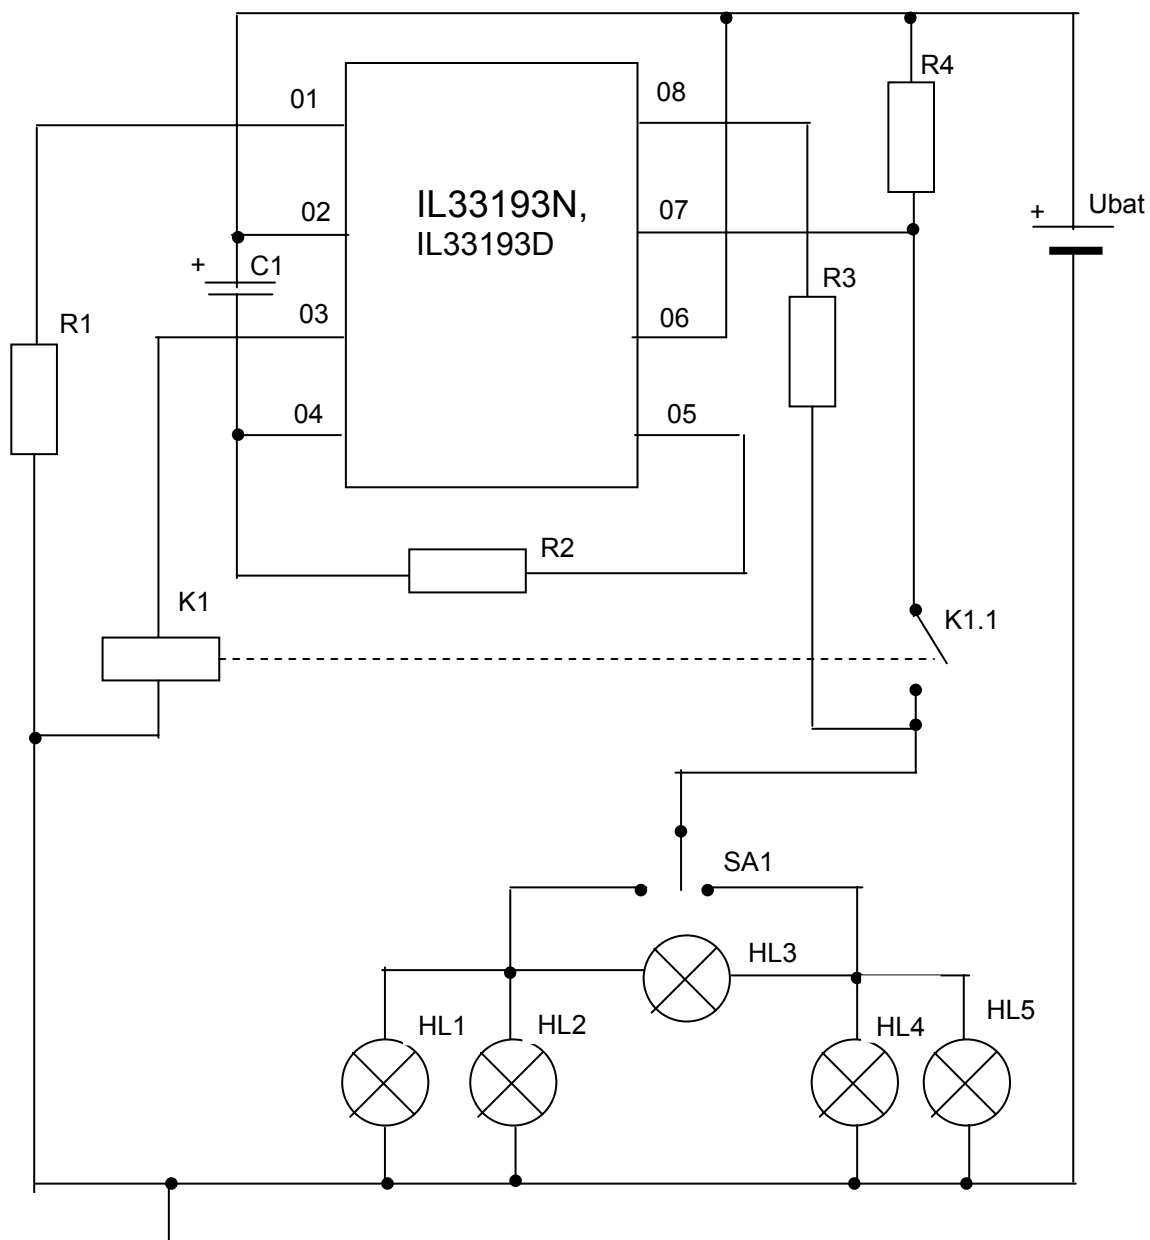 R4
01
08
IL33193N,
IL33193D
02
07
+
Ubat
+
C1
R3
03
06
R1
04
05
R2
K1
K1.1
SA1
HL3
HL1
HL2
HL4
HL5